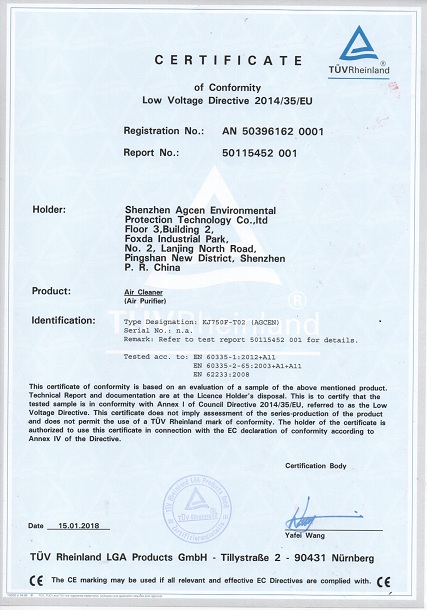 CERTIFICATE
TÜVRheinland®
of Conformity
Low Voltage Directive 2014/35/EU
Registration No.: AN 50396162 0001
Report No.: 50115452 001
Holder: Shenzhen Agcen Environmental
Protection Technology Co.,ltd
Floor 3,Building 2,
Foxda Industrial Park,
No. 2, Lanjing North Road,
Pingshan New District, Shenzhen
P. R. China
Product: Air Cleaner
(Air Purifier)
TÜVRheinland®
Identification: Type Designation: KJ750F-T02 (AGCEN)
Serial No.: n.a.
Remark: Refer to test report 50115452 001 for details.
Tested acc. to: EN 60335-1:2012+A11
EN 60335-2-65:2003+A1+A11
EN 62233:2008
This certificate of conformity is based on an evaluation of a sample of the above mentioned product.
Technical Report and documentation are at the Licence Holder's disposal. This is to certify that the
tested sample is in conformity with Annex I of Council Directive 2014/35/EU, referred to as the Low
Voltage Directive. This certificate does not imply assessment of the series-production of the product
and does not permit the use of a TÜV Rheinland mark of conformity. The holder of the certificate is
authorized to use this certificate in connection with the EC declaration of conformity according to
Annex IV of the Directive.
Certification Body
TÜV Rheinland LGA Products GmbH
Date 15.01.2018
Yafei Wang
TÜV Rheinland LGA Products GmbH - Tillystraße 2 - 90431 Nürnberg
CE The CE marking may be used if all relevant and effective EC Directives are complied with. CE